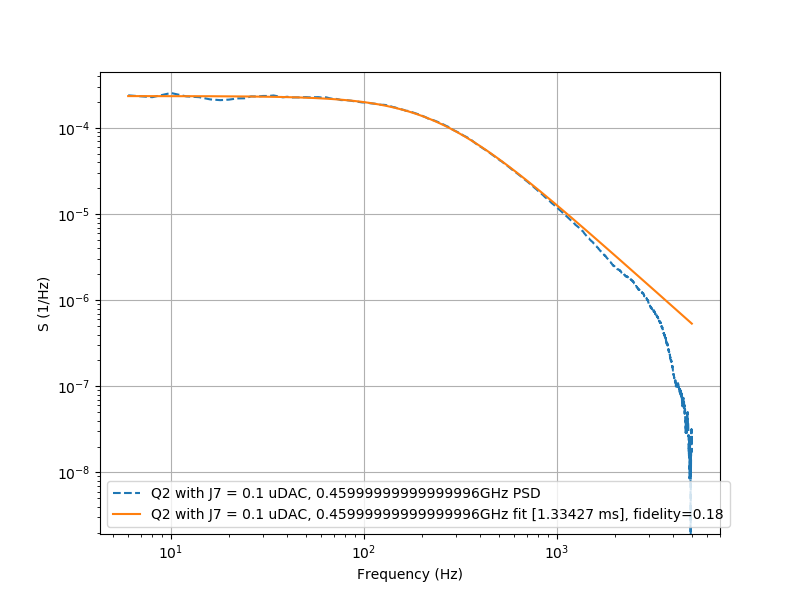 10⁻⁴
10⁻⁵
10⁻⁶
10⁻⁷
10⁻⁸
S (1/Hz)
Q2 with J7 = 0.1 uDAC, 0.45999999999999996GHz PSD
Q2 with J7 = 0.1 uDAC, 0.45999999999999996GHz fit [1.33427 ms], fidelity=0.18
10¹ 10² 10³
Frequency (Hz)